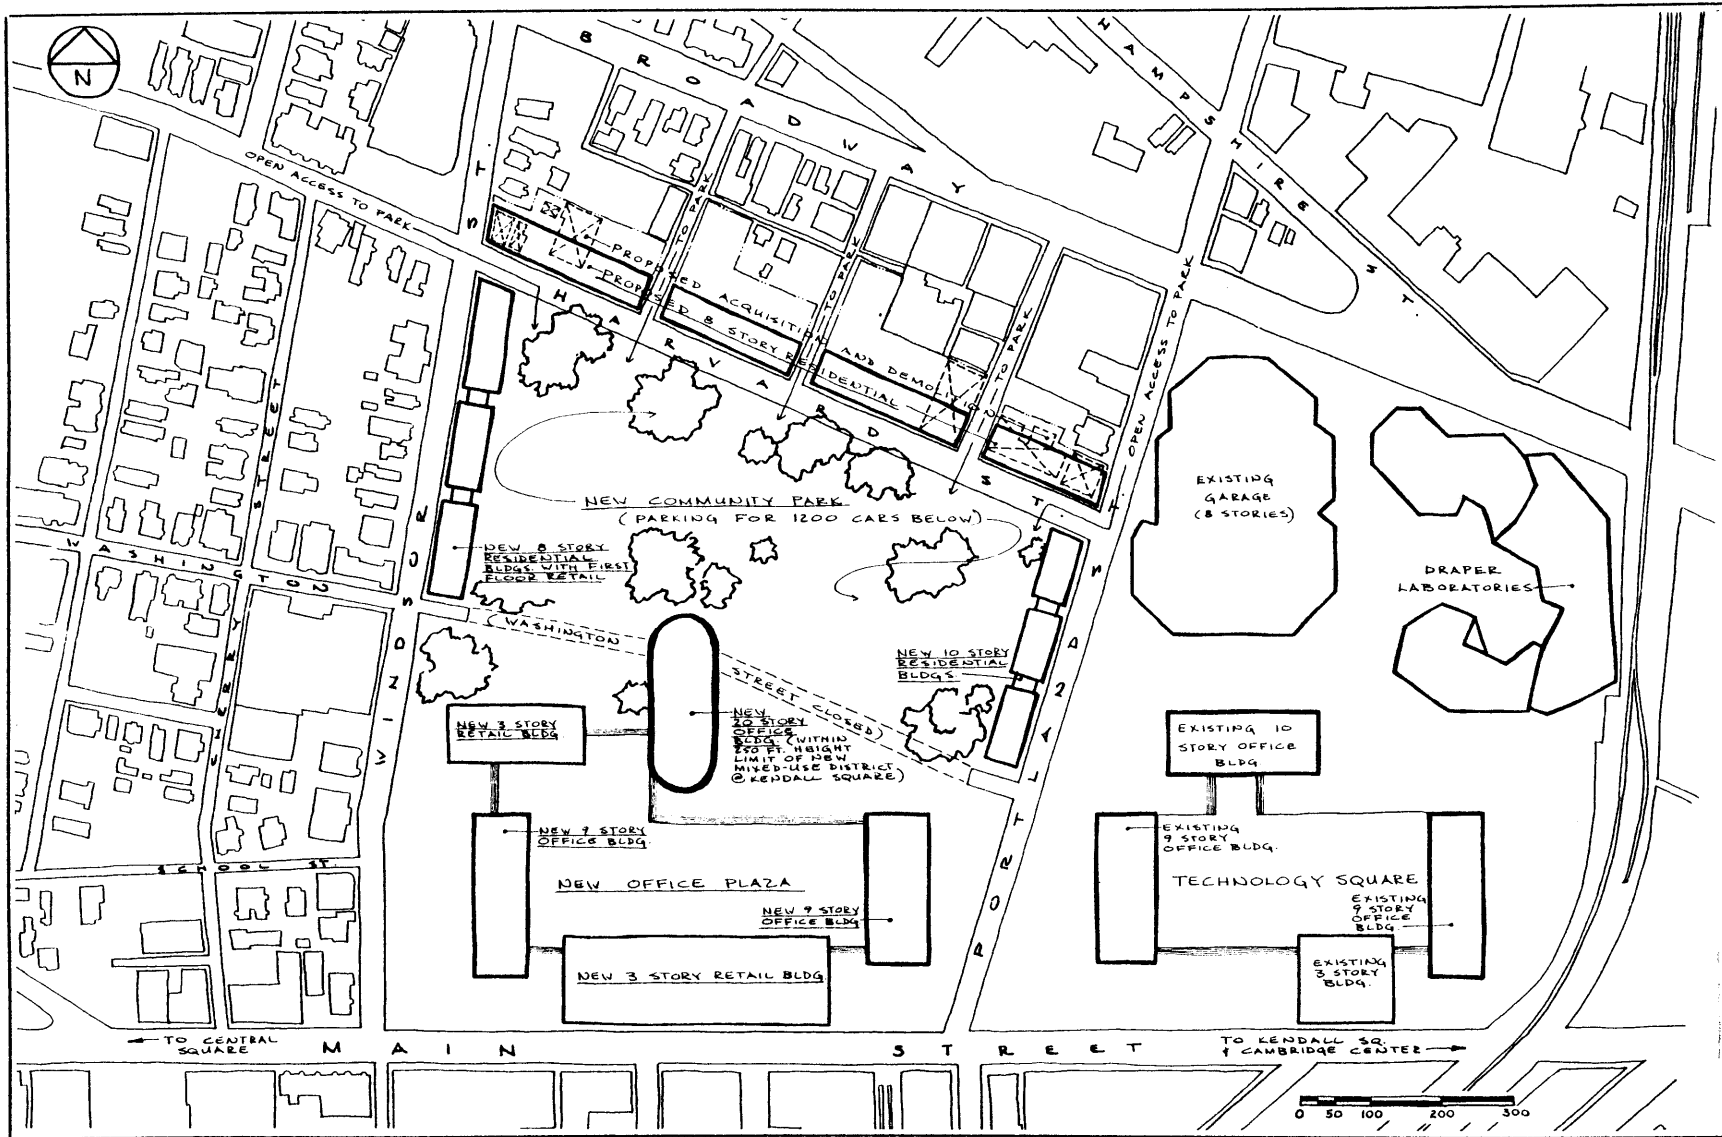 N
BROADWAY
HAMPSHIRE ST
OPEN ACCESS TO PARK
TO PARK
TO PARK
TO PARK
OPEN ACCESS TO PARK
PROPOSED ACQUISITION AND DEMOLITION
PROPOSED 8 STORY RESIDENTIAL
HARVARD ST.
EXISTING
GARAGE
(8 STORIES)
NEW COMMUNITY PARK
(PARKING FOR 1200 CARS BELOW)
NEW 8 STORY
RESIDENTIAL
BLDGS. WITH FIRST
FLOOR RETAIL
DRAPER
LABORATORIES
WASHINGTON
CHERRY STREET
WINDSOR ST.
PORTLAND
(WASHINGTON STREET CLOSED)
NEW 10 STORY
RESIDENTIAL
BLDGS.
NEW 3 STORY
RETAIL BLDG.
NEW
20 STORY
OFFICE
BLDG. (WITHIN
250 FT. HEIGHT
LIMIT OF NEW
MIXED-USE DISTRICT
@ KENDALL SQUARE)
EXISTING 10
STORY OFFICE
BLDG.
NEW 9 STORY
OFFICE BLDG.
EXISTING
9 STORY
OFFICE BLDG.
NEW OFFICE PLAZA
TECHNOLOGY SQUARE
NEW 9 STORY
OFFICE BLDG
EXISTING
9 STORY
OFFICE
BLDG.
SCHOOL ST.
NEW 3 STORY RETAIL BLDG.
EXISTING
3 STORY
BLDG.
TO CENTRAL
SQUARE
MAIN STREET
TO KENDALL SQ.
& CAMBRIDGE CENTER
0 50 100 200 300